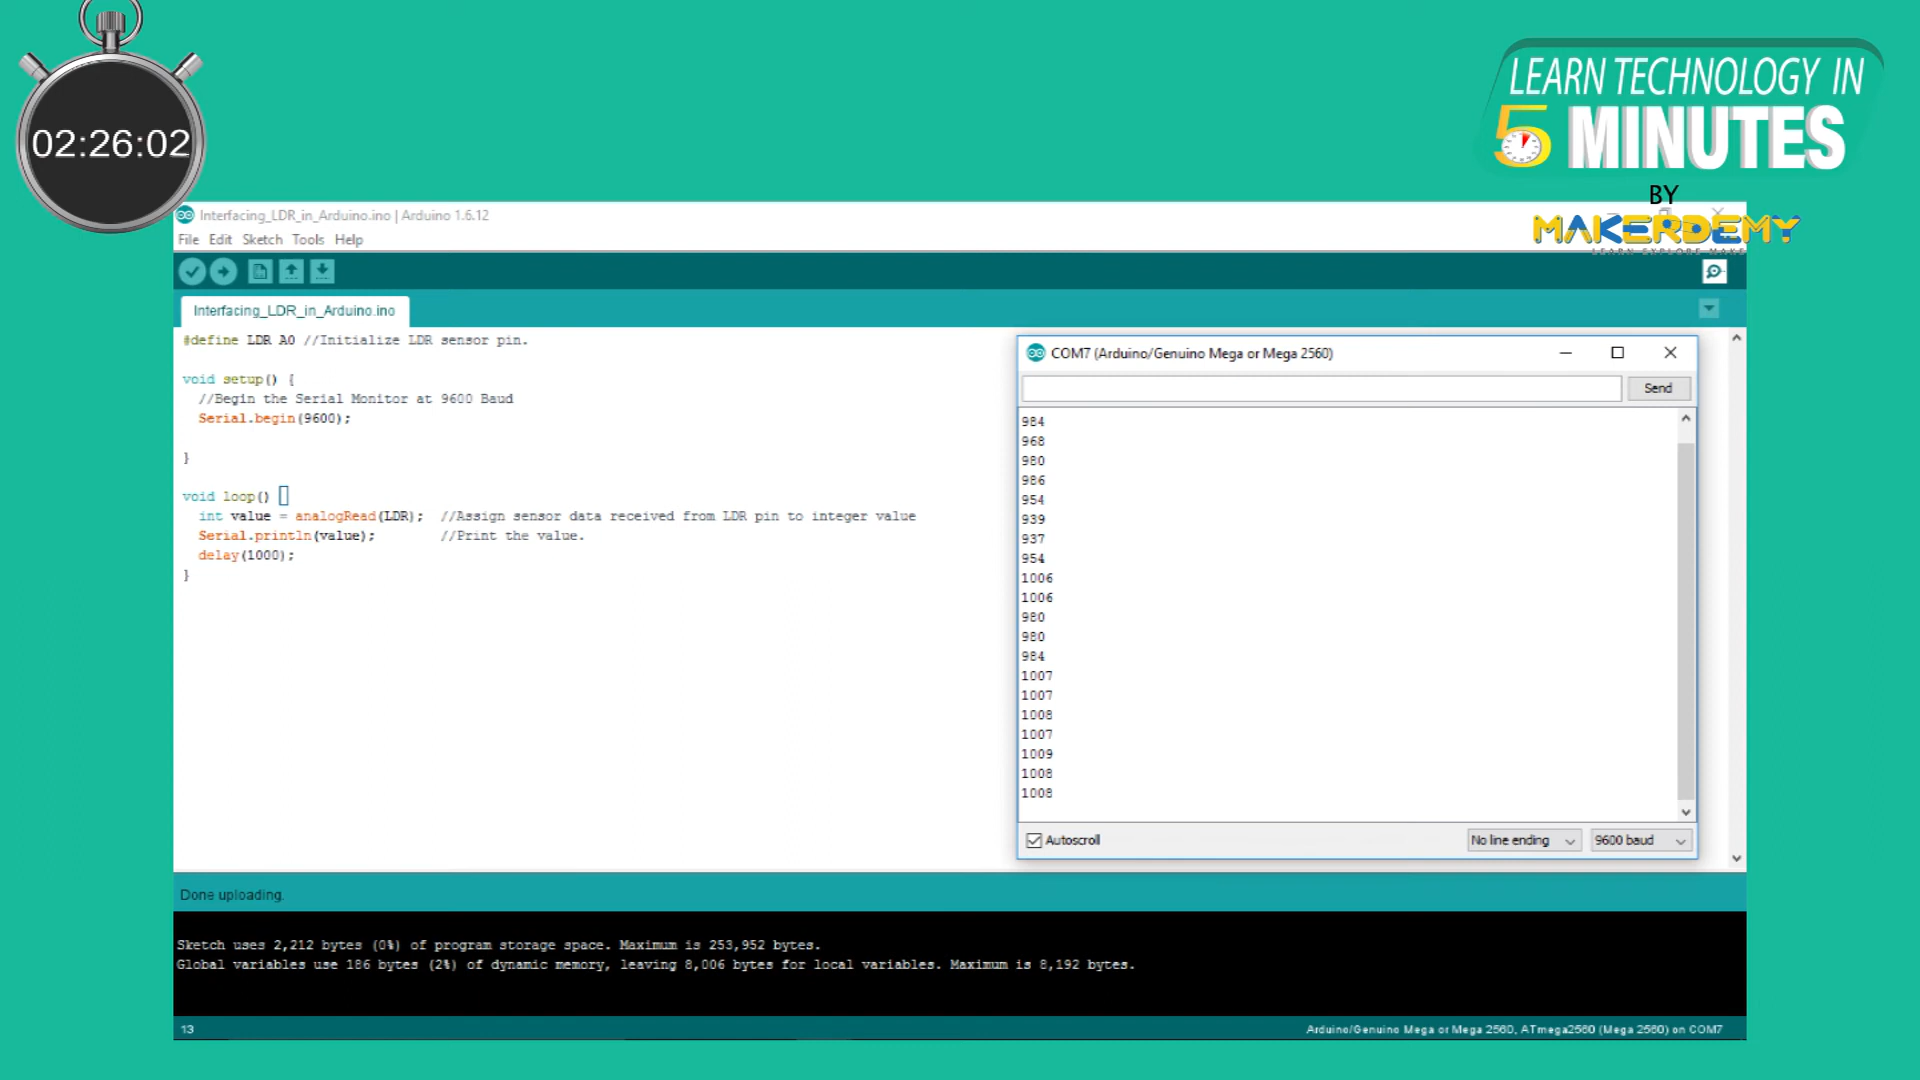 02:26:02
LEARN TECHNOLOGY IN
5 MINUTES
BY
MAKERDEMY
LEARN EXPLORE MAKE
Interfacing_LDR_in_Arduino.ino | Arduino 1.6.12
File Edit Sketch Tools Help
Interfacing_LDR_in_Arduino.ino
#define LDR A0 //Initialize LDR sensor pin.
void setup() {
//Begin the Serial Monitor at 9600 Baud
Serial.begin(9600);
}
void loop()
int value = analogRead(LDR); //Assign sensor data received from LDR pin to integer value
Serial.println(value); //Print the value.
delay(1000);
}
COM7 (Arduino/Genuino Mega or Mega 2560)
Send
984
968
980
986
954
939
937
954
1006
1006
980
980
984
1007
1007
1008
1007
1009
1008
1008
Autoscroll
No line ending
9600 baud
Done uploading.
Sketch uses 2,212 bytes (0%) of program storage space. Maximum is 253,952 bytes.
Global variables use 186 bytes (2%) of dynamic memory, leaving 8,006 bytes for local variables. Maximum is 8,192 bytes.
13
Arduino/Genuino Mega or Mega 2560, ATmega2560 (Mega 2560) on COM7